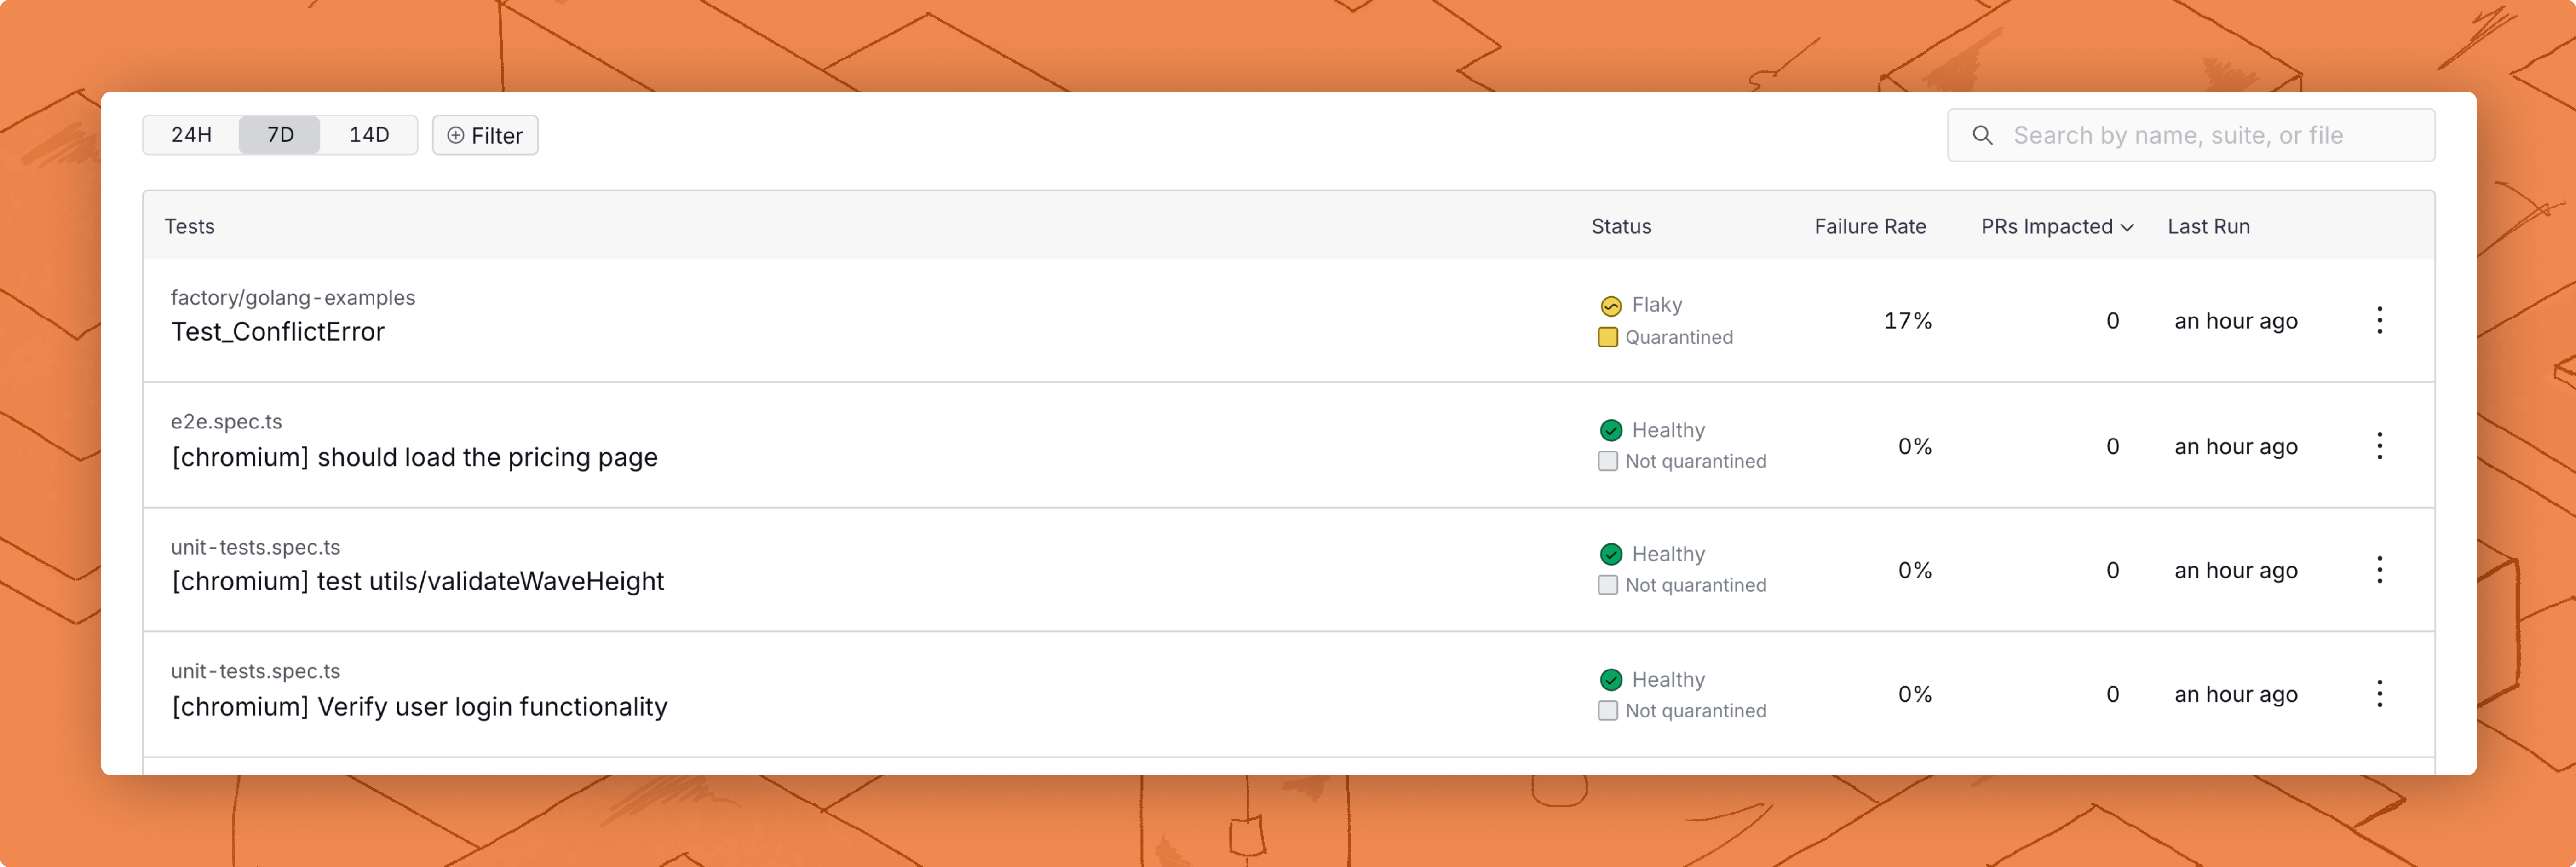 24H 7D 14D Filter Search by name, suite, or file
Tests Status Failure Rate PRs Impacted Last Run
factory/golang-examples
Test_ConflictError
Flaky
Quarantined
17% 0 an hour ago
e2e.spec.ts
[chromium] should load the pricing page
Healthy
Not quarantined
0% 0 an hour ago
unit-tests.spec.ts
[chromium] test utils/validateWaveHeight
Healthy
Not quarantined
0% 0 an hour ago
unit-tests.spec.ts
[chromium] Verify user login functionality
Healthy
Not quarantined
0% 0 an hour ago